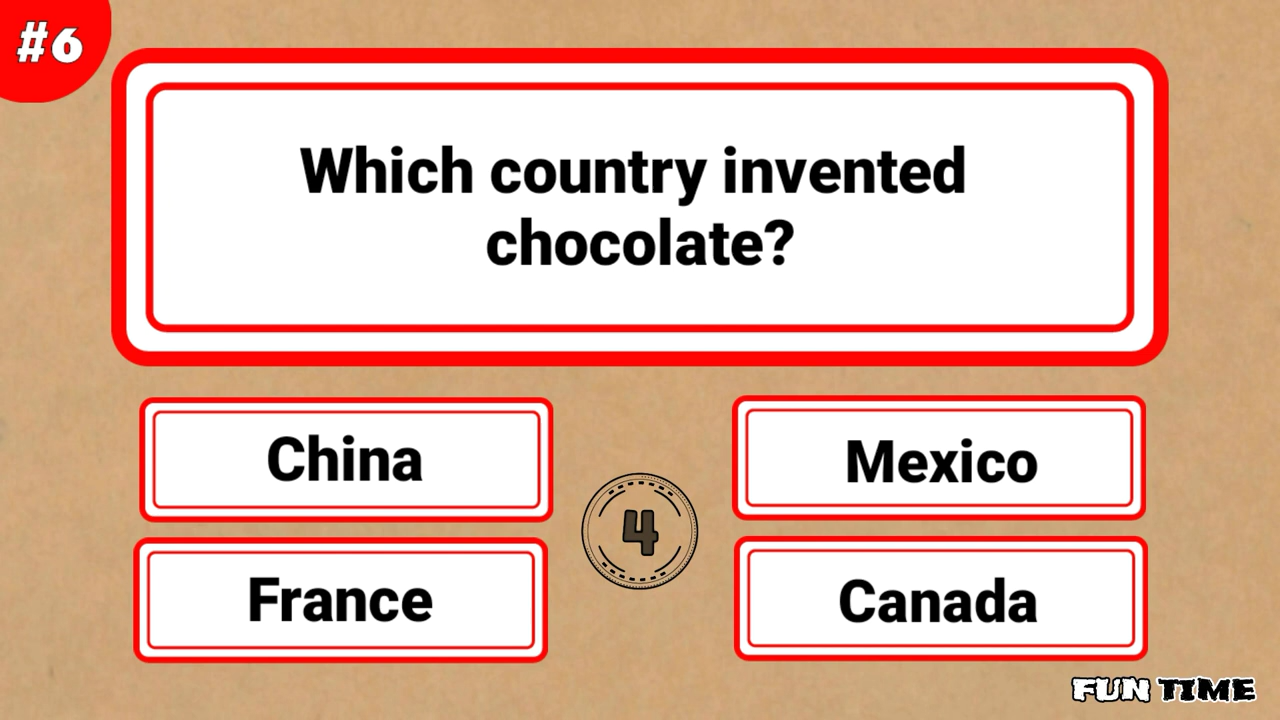 #6
Which country invented
chocolate?
China
Mexico
4
France
Canada
FUN TIME